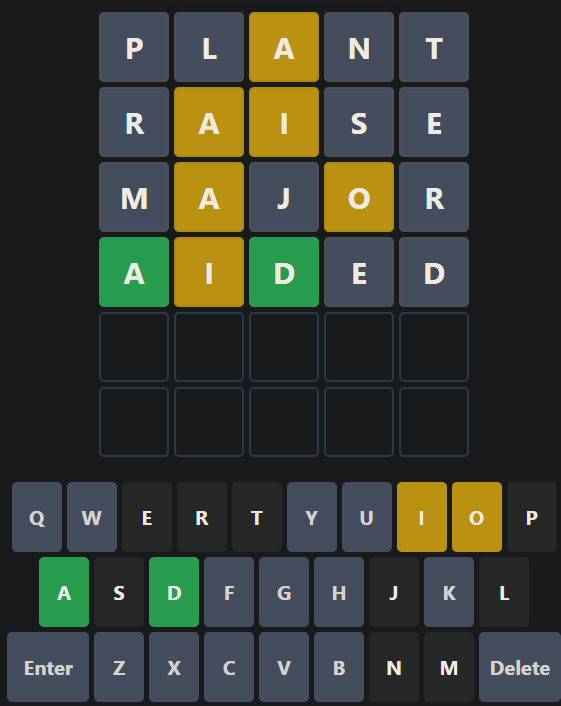 P L A N T
R A I S E
M A J O R
A I D E D
Q W E R T Y U I O P
A S D F G H J K L
Enter Z X C V B N M Delete